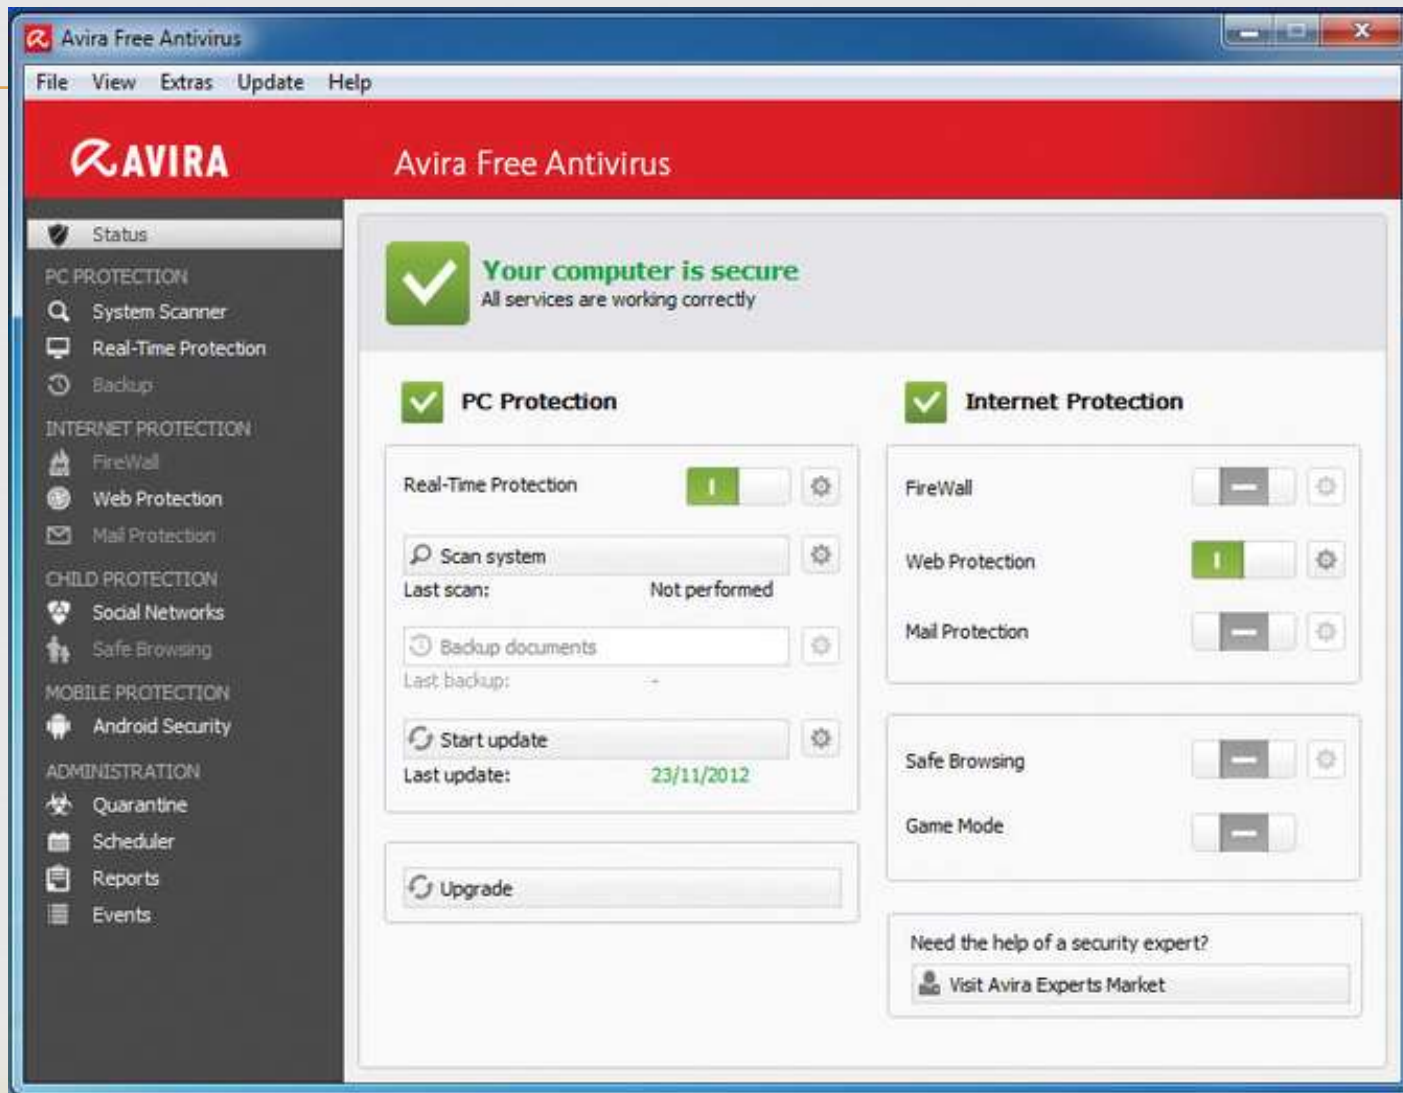 Avira Free Antivirus
File View Extras Update Help
AVIRA
Avira Free Antivirus
Status
PC PROTECTION
System Scanner
Real-Time Protection
Backup
INTERNET PROTECTION
FireWall
Web Protection
Mail Protection
CHILD PROTECTION
Social Networks
Safe Browsing
MOBILE PROTECTION
Android Security
ADMINISTRATION
Quarantine
Scheduler
Reports
Events
Your computer is secure
All services are working correctly
PC Protection
Real-Time Protection
Scan system
Last scan: Not performed
Backup documents
Last backup: -
Start update
Last update: 23/11/2012
Upgrade
Internet Protection
FireWall
Web Protection
Mail Protection
Safe Browsing
Game Mode
Need the help of a security expert?
Visit Avira Experts Market